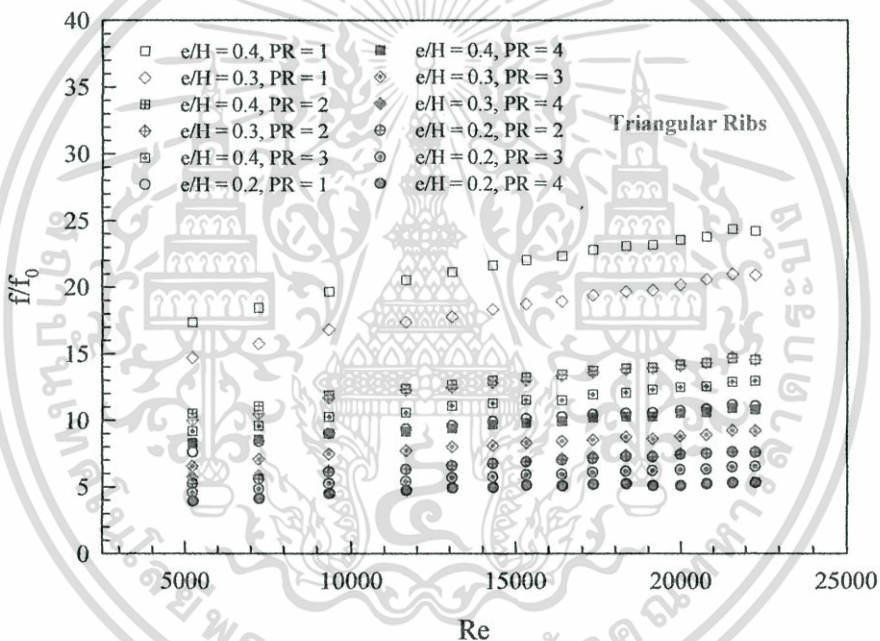 40
35
30
25
20
15
10
5
0
f/f₀
e/H = 0.4, PR = 1
e/H = 0.3, PR = 1
e/H = 0.4, PR = 2
e/H = 0.3, PR = 2
e/H = 0.4, PR = 3
e/H = 0.2, PR = 1
e/H = 0.4, PR = 4
e/H = 0.3, PR = 3
e/H = 0.3, PR = 4
e/H = 0.2, PR = 2
e/H = 0.2, PR = 3
e/H = 0.2, PR = 4
Triangular Ribs
5000 10000 15000 20000 25000
Re